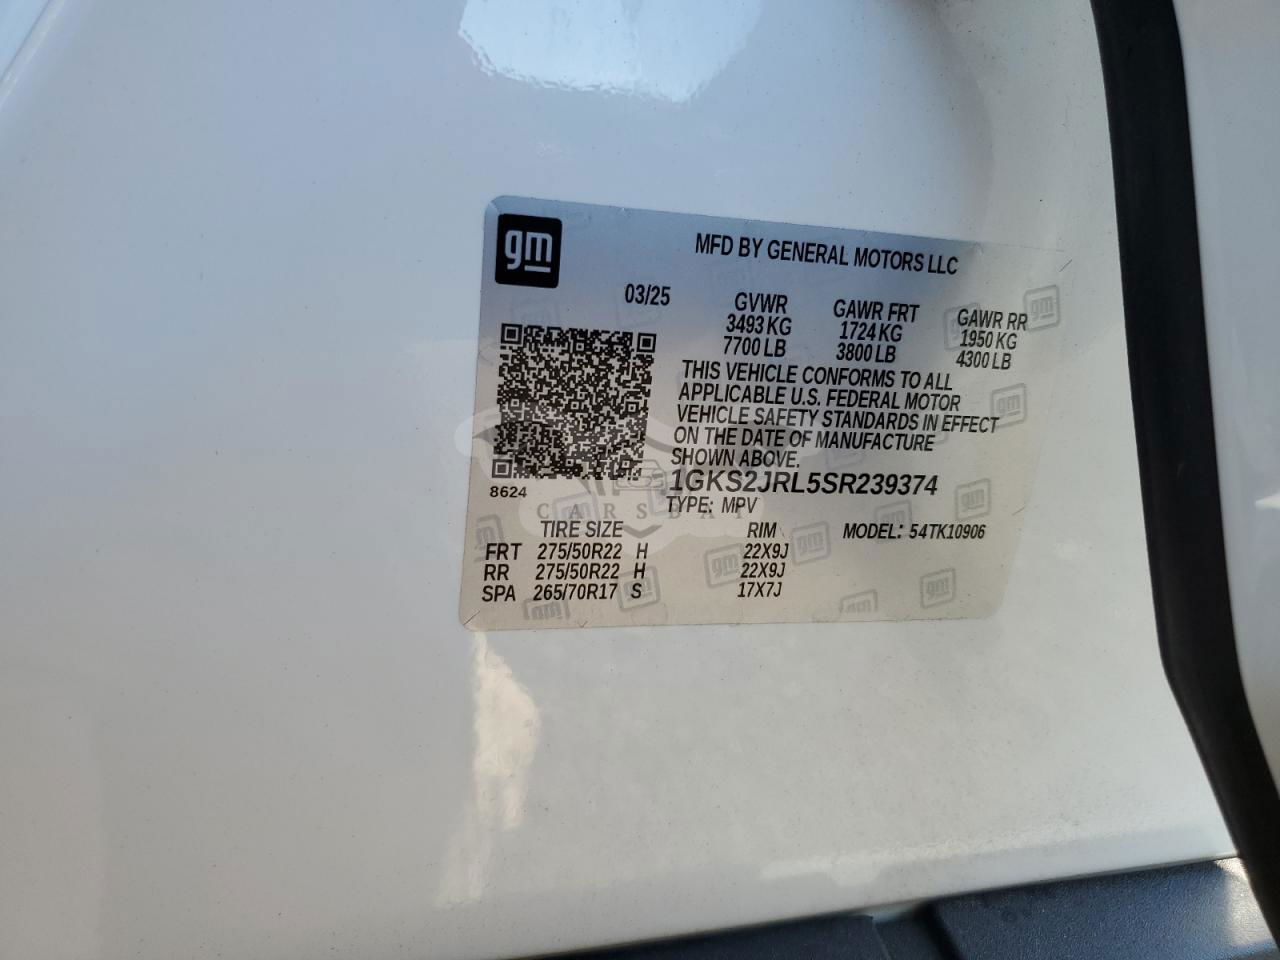 gm
MFD BY GENERAL MOTORS LLC
03/25 GVWR GAWR FRT GAWR RR
3493 KG 1724 KG 1950 KG
7700 LB 3800 LB 4300 LB
THIS VEHICLE CONFORMS TO ALL
APPLICABLE U.S. FEDERAL MOTOR
VEHICLE SAFETY STANDARDS IN EFFECT
ON THE DATE OF MANUFACTURE
SHOWN ABOVE.
1GKS2JRL5SR239374
8624
TYPE: MPV
CARSBAY
TIRE SIZE RIM MODEL: 54TK10906
FRT 275/50R22 H 22X9J
RR 275/50R22 H 22X9J
SPA 265/70R17 S 17X7J